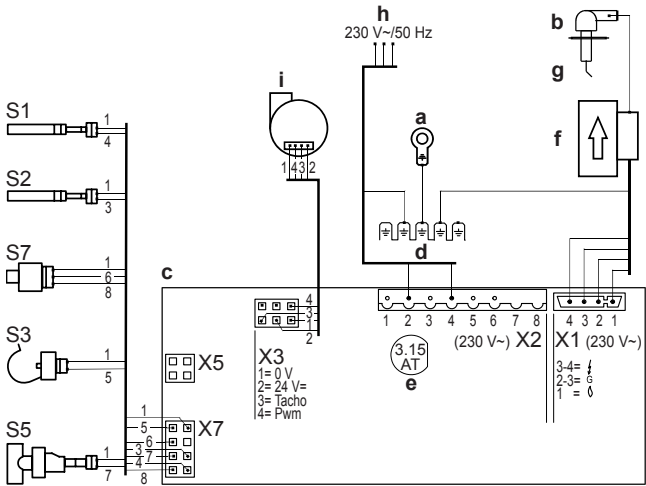 h
230 V~/50 Hz
b
g
i
a
f
S1
1
4
1 4 3 2
S2
1
3
d
S7
1
6
8
c
4
3
1
2
1 2 3 4 5 6 7 8
4 3 2 1
S3
1
5
X5
X3
1= 0 V
2= 24 V=
3= Tacho
4= Pwm
3.15
AT
e
(230 V~) X2
X1 (230 V~)
3-4=
2-3= G
1 =
S5
1
7
1
5
6
3
7
4
8
X7